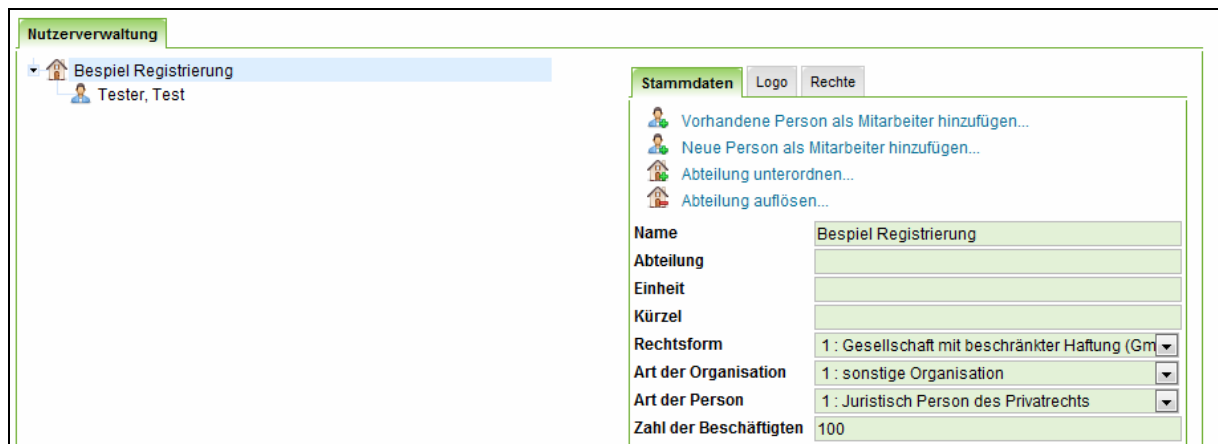 Nutzerverwaltung
Bespiel Registrierung
Tester, Test
Stammdaten Logo Rechte
Vorhandene Person als Mitarbeiter hinzufügen...
Neue Person als Mitarbeiter hinzufügen...
Abteilung unterordnen...
Abteilung auflösen...
Name Bespiel Registrierung
Abteilung
Einheit
Kürzel
Rechtsform 1 : Gesellschaft mit beschränkter Haftung (Gm
Art der Organisation 1 : sonstige Organisation
Art der Person 1 : Juristisch Person des Privatrechts
Zahl der Beschäftigten 100